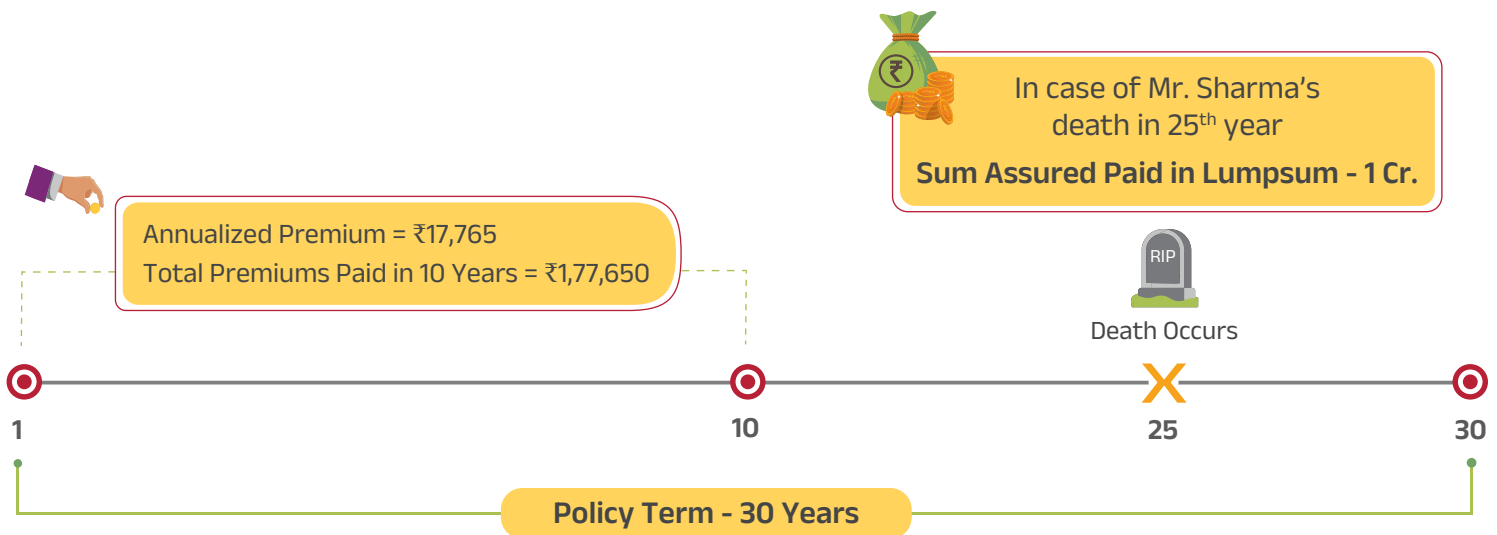 ₹
In case of Mr. Sharma's
death in 25th year
Sum Assured Paid in Lumpsum - 1 Cr.
Annualized Premium = ₹17,765
Total Premiums Paid in 10 Years = ₹1,77,650
RIP
Death Occurs
1
10
25
30
Policy Term - 30 Years